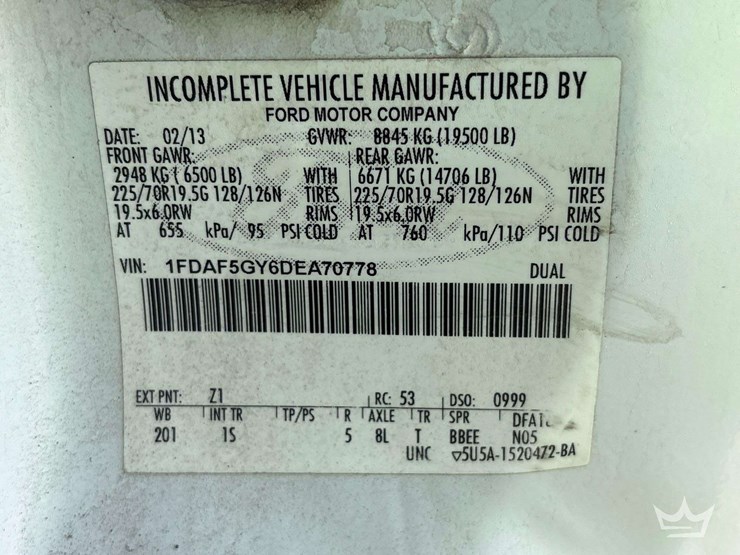 INCOMPLETE VEHICLE MANUFACTURED BY
FORD MOTOR COMPANY
DATE: 02/13 GVWR: 8845 KG (19500 LB)
FRONT GAWR: REAR GAWR:
2948 KG ( 6500 LB) WITH 6671 KG (14706 LB) WITH
225/70R19.5G 128/126N TIRES 225/70R19.5G 128/126N TIRES
19.5x6.0RW RIMS 19.5x6.0RW RIMS
AT 655 kPa/ 95 PSI COLD AT 760 kPa/110 PSI COLD
VIN: 1FDAF5GY6DEA70778 DUAL
EXT PNT: Z1 RC: 53 DSO: 0999
WB INT TR TP/PS R AXLE TR SPR
201 1S 5 8L T BBEE N05
UNC ▽5U5A-1520472-BA